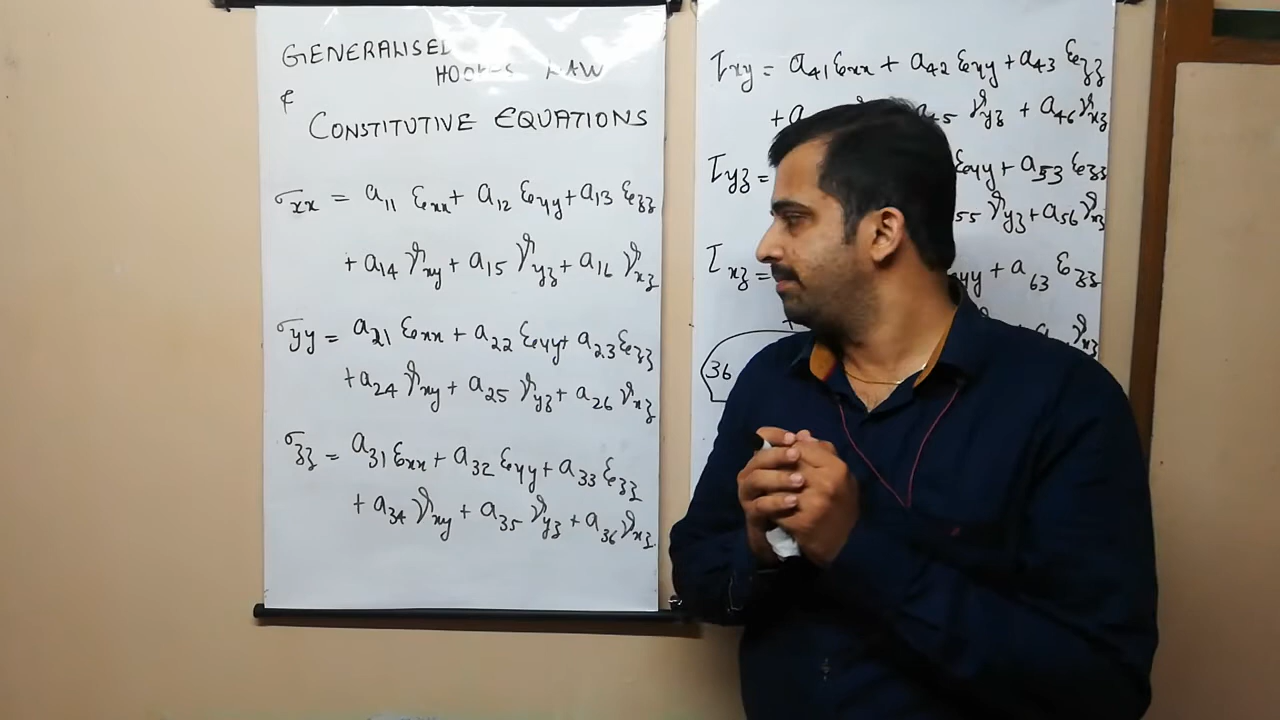 GENERALISED
HOOKE'S LAW
&
CONSTITUTIVE EQUATIONS
σxx = a11 εxx + a12 εyy + a13 εzz
+ a14 γxy + a15 γyz + a16 γxz
σyy = a21 εxx + a22 εyy + a23 εzz
+ a24 γxy + a25 γyz + a26 γxz
σzz = a31 εxx + a32 εyy + a33 εzz
+ a34 γxy + a35 γyz + a36 γxz
τxy = a41 εxx + a42 εyy + a43 εzz
+ a γyz + a46 γxz
τyz = εyy + a53 εzz
55 γyz + a56 γxz
τxz = yy + a63 εzz
γxz
36